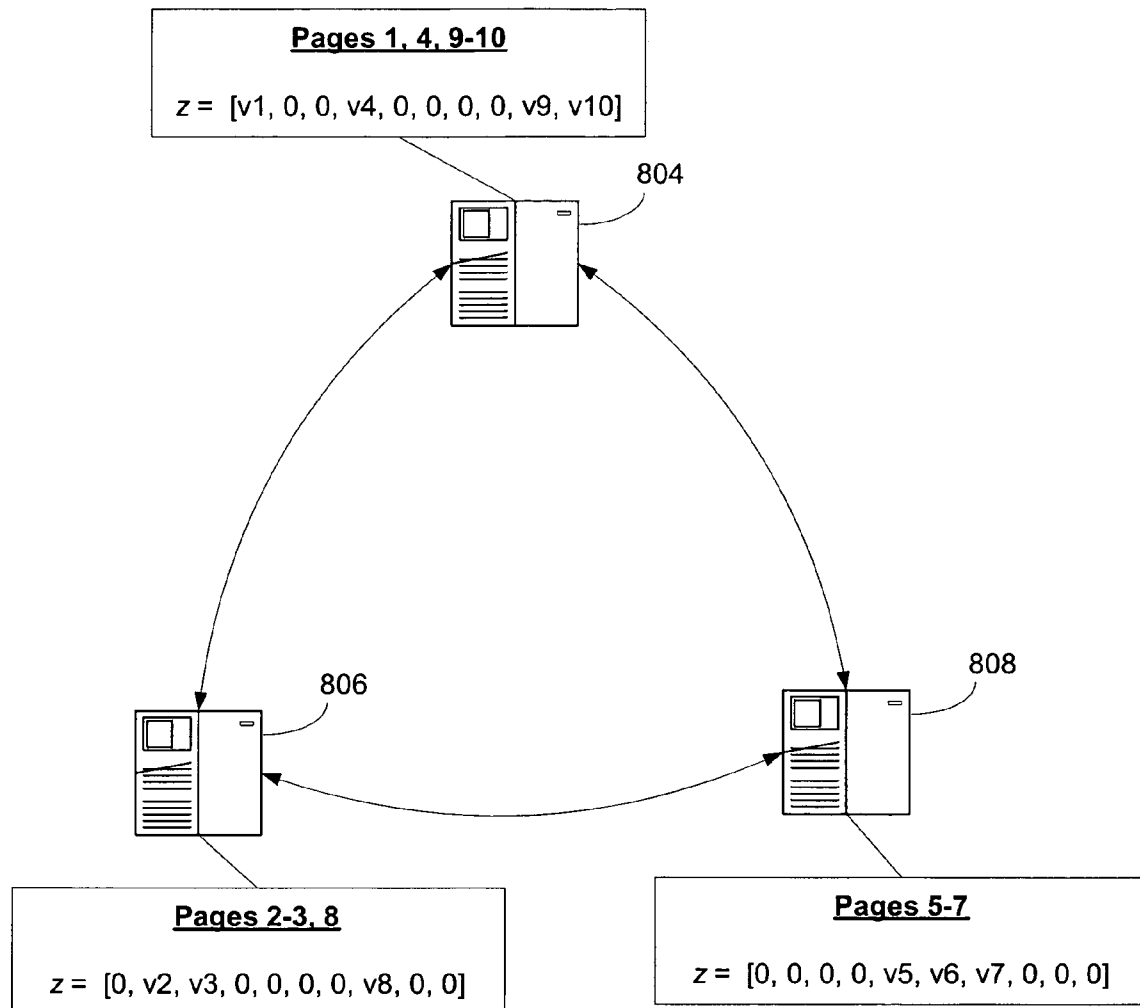 Pages 1, 4, 9-10
z = [v1, 0, 0, v4, 0, 0, 0, 0, v9, v10]
804
806
808
Pages 2-3, 8
z = [0, v2, v3, 0, 0, 0, 0, v8, 0, 0]
Pages 5-7
z = [0, 0, 0, 0, v5, v6, v7, 0, 0, 0]